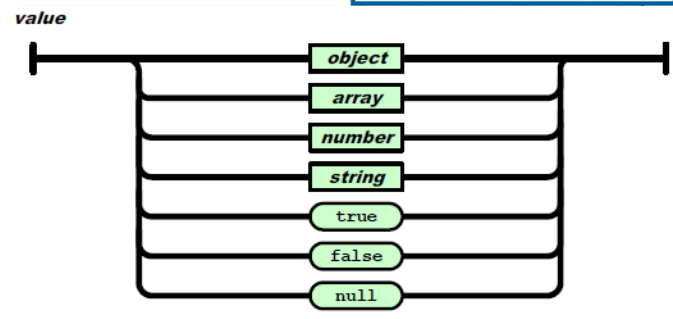 value
object
array
number
string
true
false
null